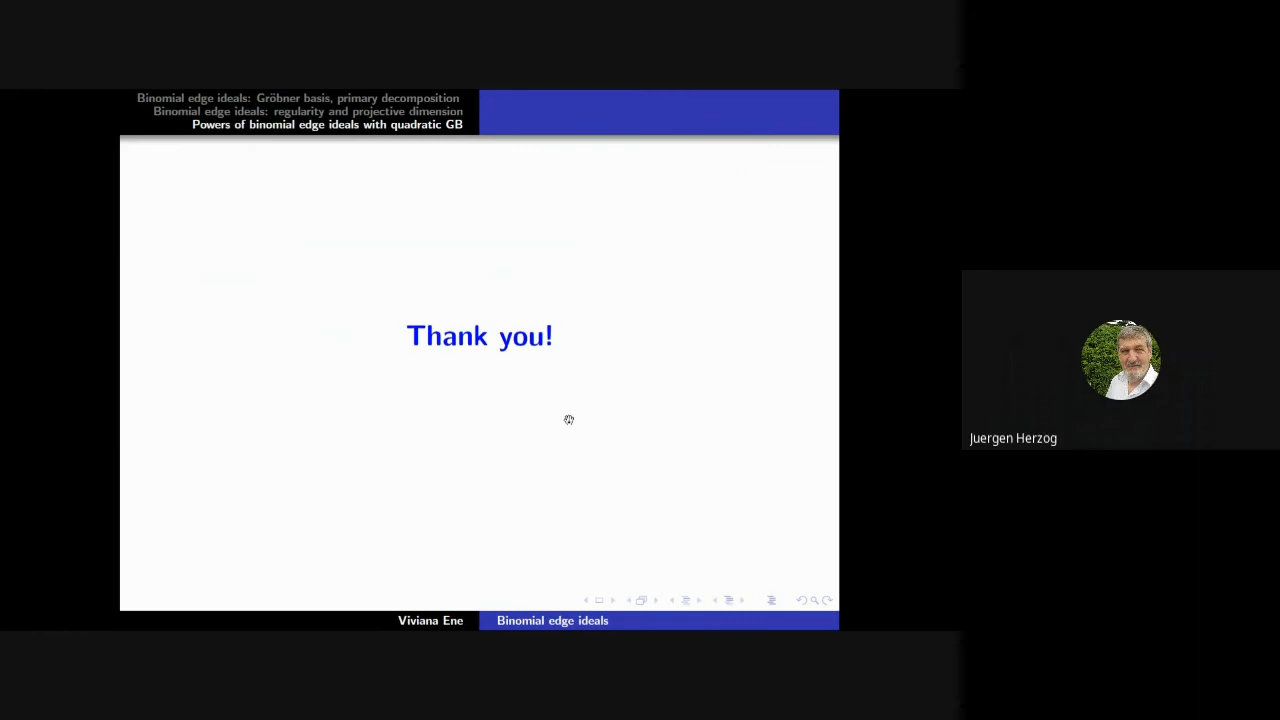 Binomial edge ideals: Gröbner basis, primary decomposition
Binomial edge ideals: regularity and projective dimension
Powers of binomial edge ideals with quadratic GB
Thank you!
Juergen Herzog
Viviana Ene
Binomial edge ideals